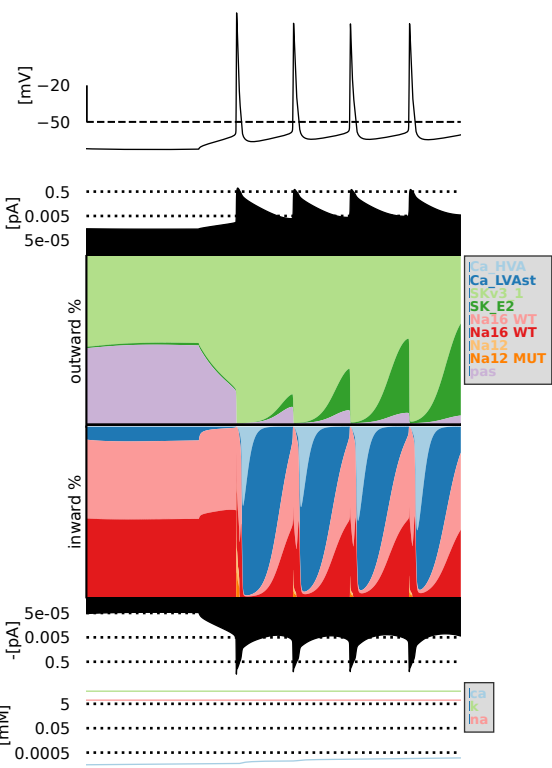 [mV]
−20
−50
[pA]
0.5
0.005
5e-05
outward %
Ca_HVA
Ca_LVAst
SKv3_1
SK_E2
Na16 WT
Na16 WT
Na12
Na12 MUT
pas
inward %
-[pA]
5e-05
0.005
0.5
[mM]
5
0.05
0.0005
ca
k
na